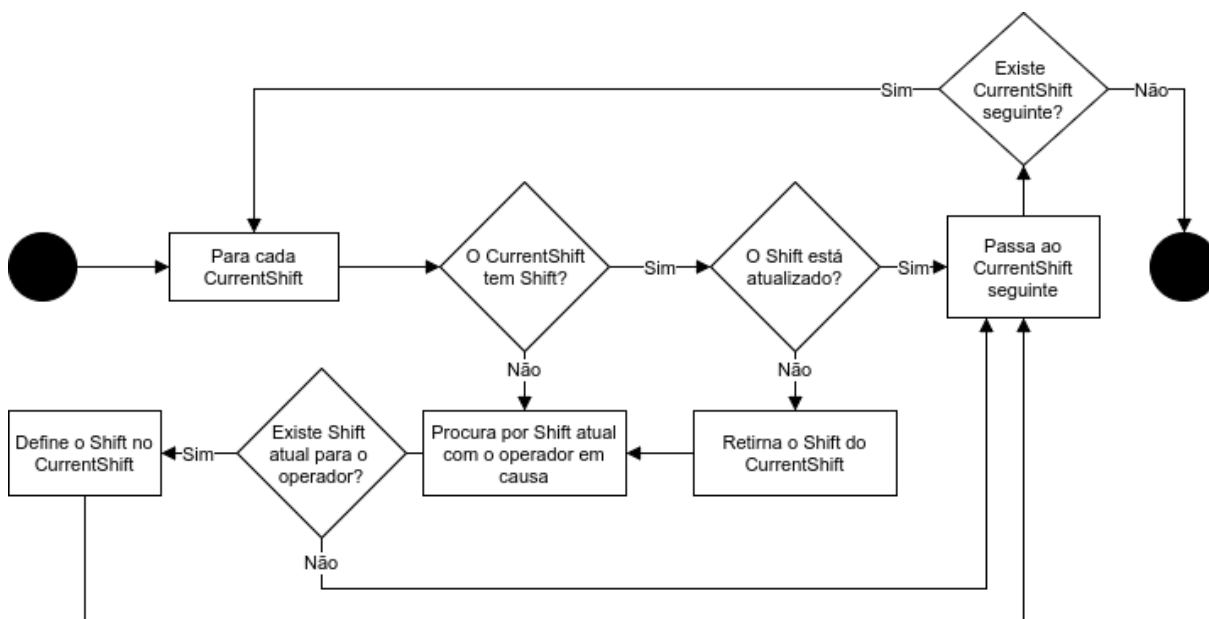 Existe
CurrentShift
seguinte?
Sim
Não
Para cada
CurrentShift
O CurrentShift
tem Shift?
Sim
O Shift está
atualizado?
Sim
Passa ao
CurrentShift
seguinte
Não
Não
Define o Shift no
CurrentShift
Sim
Existe Shift
atual para o
operador?
Procura por Shift atual
com o operador em
causa
Retirna o Shift do
CurrentShift
Não